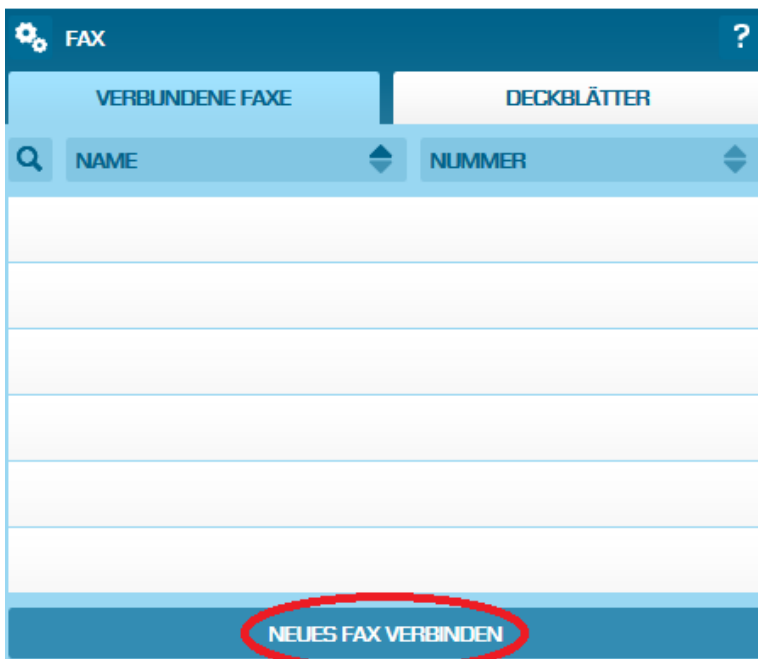 FAX ?
VERBUNDENE FAXE DECKBLÄTTER
NAME NUMMER
NEUES FAX VERBINDEN